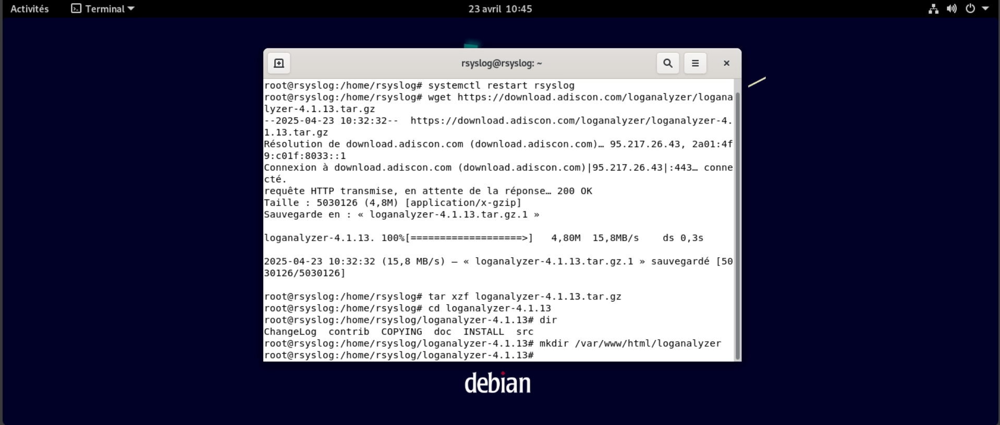 Activités Terminal 23 avril 10:45
rsyslog@rsyslog: ~
root@rsyslog:/home/rsyslog# systemctl restart rsyslog
root@rsyslog:/home/rsyslog# wget https://download.adiscon.com/loganalyzer/logana
lyzer-4.1.13.tar.gz
--2025-04-23 10:32:32--  https://download.adiscon.com/loganalyzer/loganalyzer-4.
1.13.tar.gz
Résolution de download.adiscon.com (download.adiscon.com)… 95.217.26.43, 2a01:4f
9:c01f:8033::1
Connexion à download.adiscon.com (download.adiscon.com)|95.217.26.43|:443… conne
cté.
requête HTTP transmise, en attente de la réponse… 200 OK
Taille : 5030126 (4,8M) [application/x-gzip]
Sauvegarde en : « loganalyzer-4.1.13.tar.gz.1 »
loganalyzer-4.1.13. 100%[===================>]   4,80M  15,8MB/s    ds 0,3s
2025-04-23 10:32:32 (15,8 MB/s) — « loganalyzer-4.1.13.tar.gz.1 » sauvegardé [50
30126/5030126]
root@rsyslog:/home/rsyslog# tar xzf loganalyzer-4.1.13.tar.gz
root@rsyslog:/home/rsyslog# cd loganalyzer-4.1.13
root@rsyslog:/home/rsyslog/loganalyzer-4.1.13# dir
ChangeLog  contrib  COPYING  doc  INSTALL  src
root@rsyslog:/home/rsyslog/loganalyzer-4.1.13# mkdir /var/www/html/loganalyzer
root@rsyslog:/home/rsyslog/loganalyzer-4.1.13#
debian